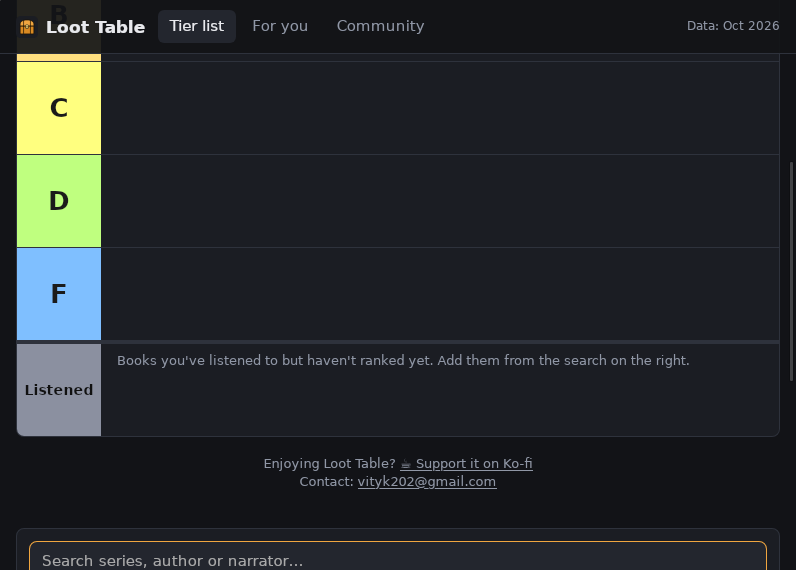 B
Loot Table Tier list For you Community Data: Oct 2026
C
D
F
Listened Books you've listened to but haven't ranked yet. Add them from the search on the right.
Enjoying Loot Table? ☕ Support it on Ko-fi
Contact: vityk202@gmail.com
Search series, author or narrator...